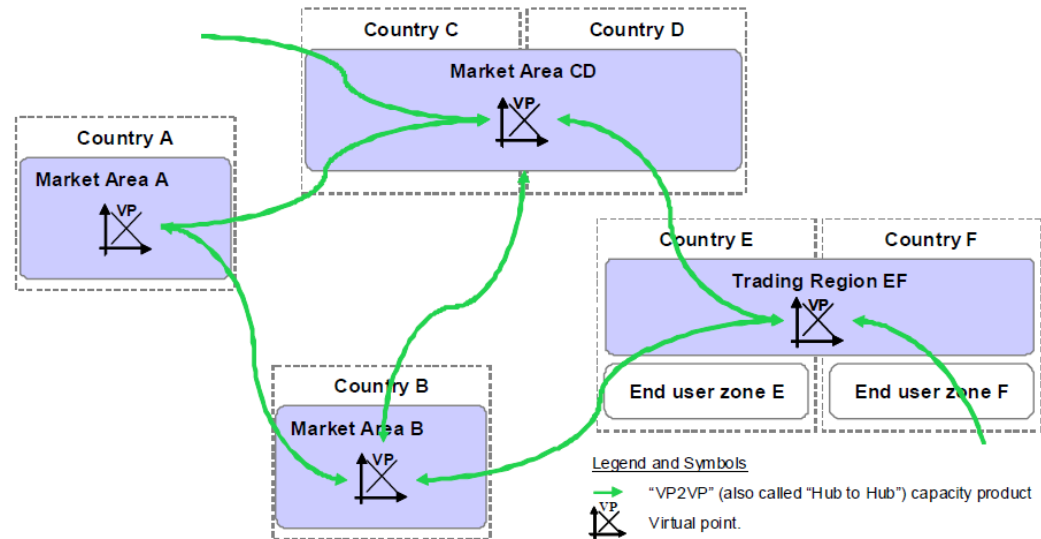 Country C
Country D
Market Area CD
VP
Country A
Market Area A
VP
Country E
Country F
Trading Region EF
VP
End user zone E
End user zone F
Country B
Market Area B
VP
Legend and Symbols
“VP2VP” (also called “Hub to Hub”) capacity product
VP
Virtual point.